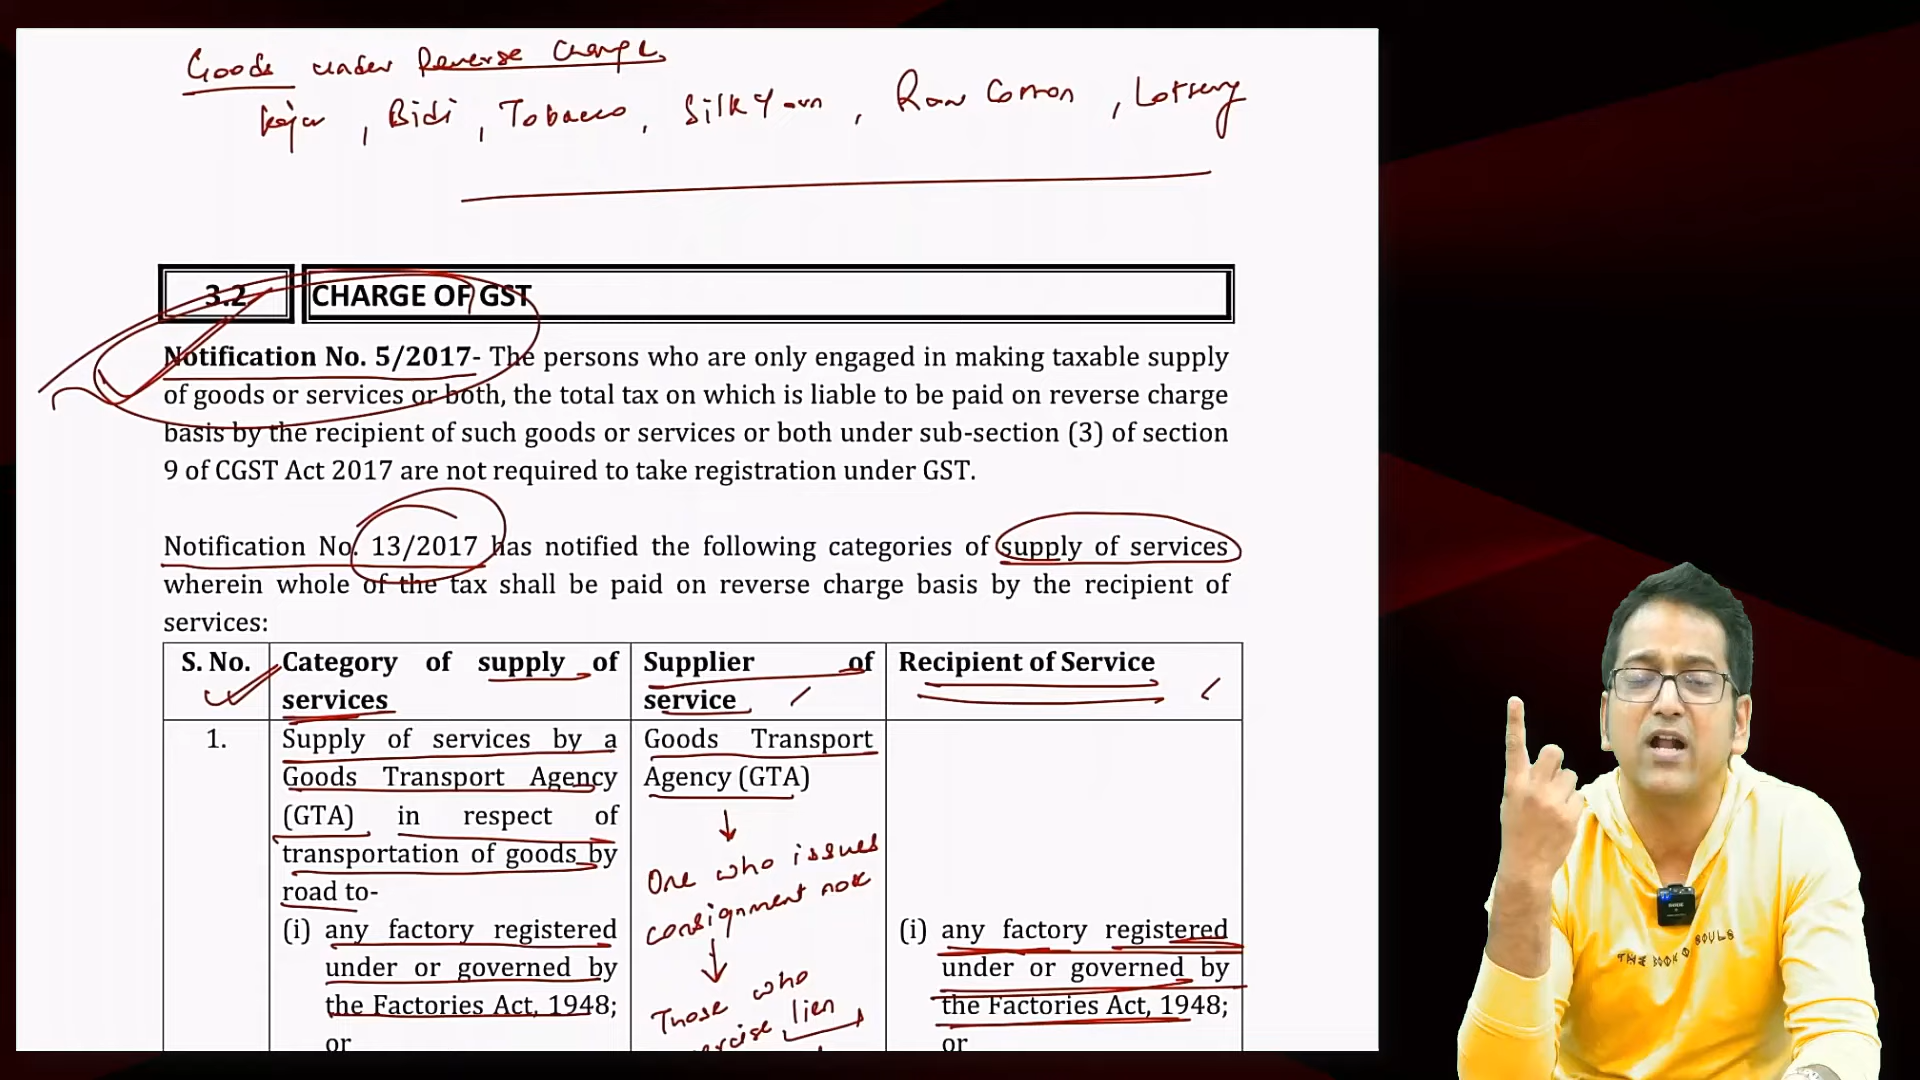 Goods under Reverse Charge
Kaju, Bidi, Tobacco, Silk Yarn, Raw Cotton, Lottery
3.2 CHARGE OF GST
Notification No. 5/2017- The persons who are only engaged in making taxable supply
of goods or services or both, the total tax on which is liable to be paid on reverse charge
basis by the recipient of such goods or services or both under sub-section (3) of section
9 of CGST Act 2017 are not required to take registration under GST.
Notification No. 13/2017 has notified the following categories of supply of services
wherein whole of the tax shall be paid on reverse charge basis by the recipient of
services:
S. No. Category of supply of services Supplier of service Recipient of Service
1.
Supply of services by a
Goods Transport Agency
(GTA) in respect of
transportation of goods by
road to-
(i) any factory registered
under or governed by
the Factories Act, 1948;
or
Goods Transport
Agency (GTA)
One who issues
consignment note
Those who
lien
(i) any factory registered
under or governed by
the Factories Act, 1948;
or
THE BOOK OF SOULS